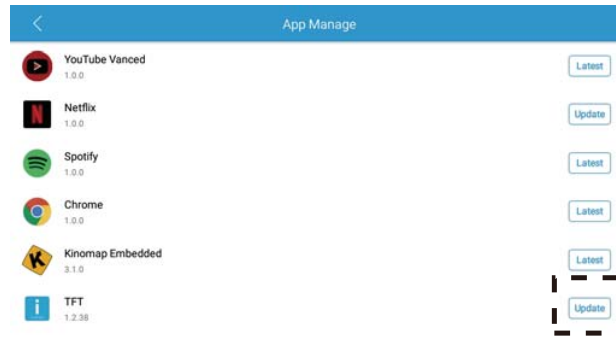 App Manage
YouTube Vanced
1.0.0
Latest
Netflix
1.0.0
Update
Spotify
1.0.0
Latest
Chrome
1.0.0
Latest
Kinomap Embedded
3.1.0
Latest
TFT
1.2.38
Update